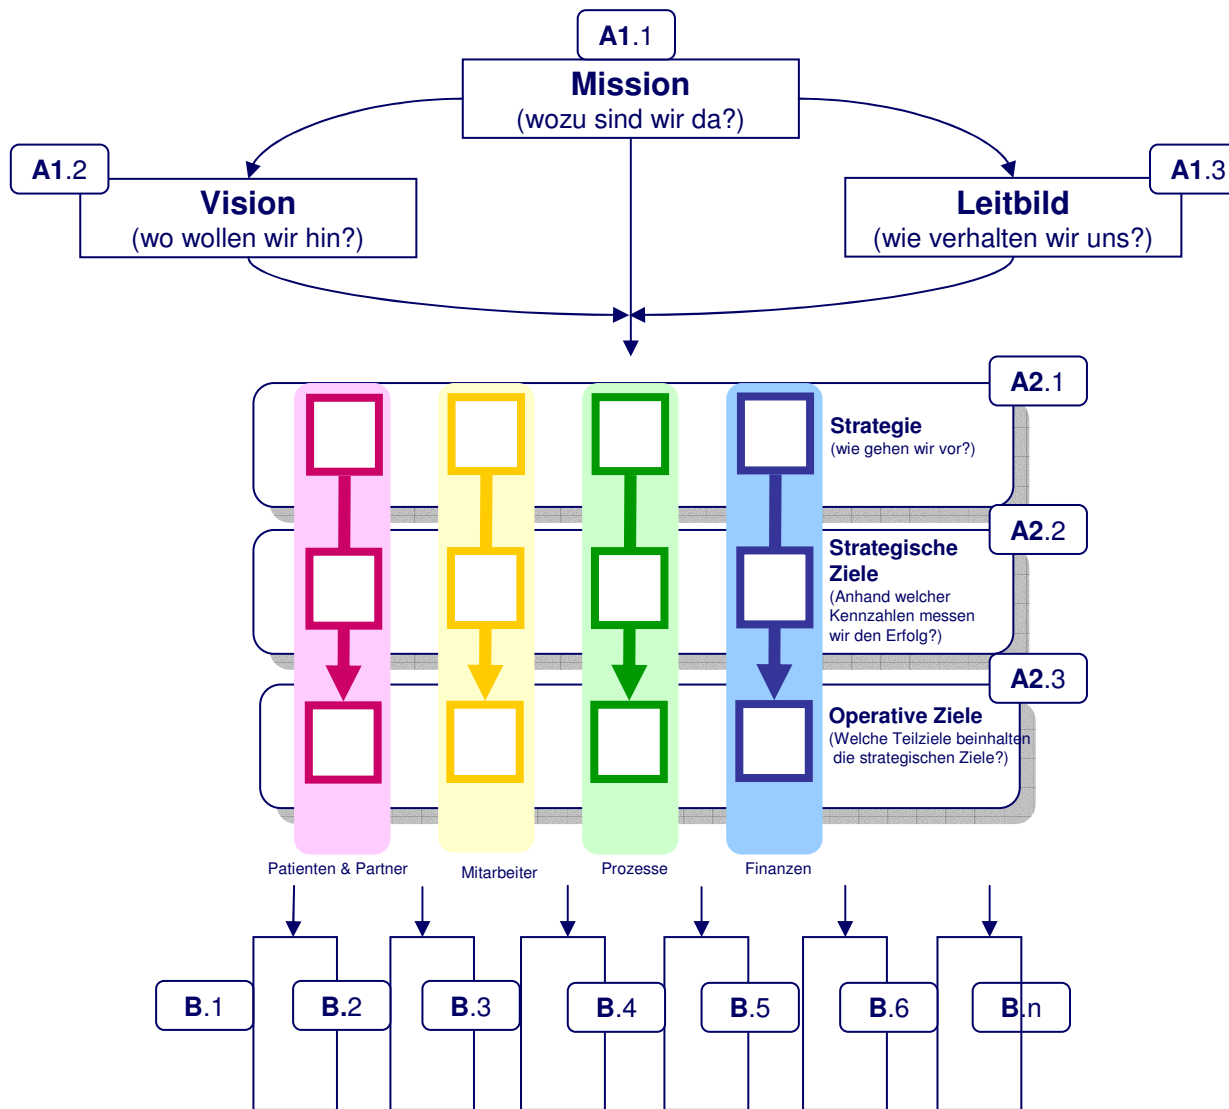 A1.1
Mission
(wozu sind wir da?)
A1.2
Vision
(wo wollen wir hin?)
A1.3
Leitbild
(wie verhalten wir uns?)
A2.1
Strategie
(wie gehen wir vor?)
A2.2
Strategische
Ziele
(Anhand welcher
Kennzahlen messen
wir den Erfolg?)
A2.3
Operative Ziele
(Welche Teilziele beinhalten
die strategischen Ziele?)
Patienten & Partner
Mitarbeiter
Prozesse
Finanzen
B.1
B.2
B.3
B.4
B.5
B.6
B.n